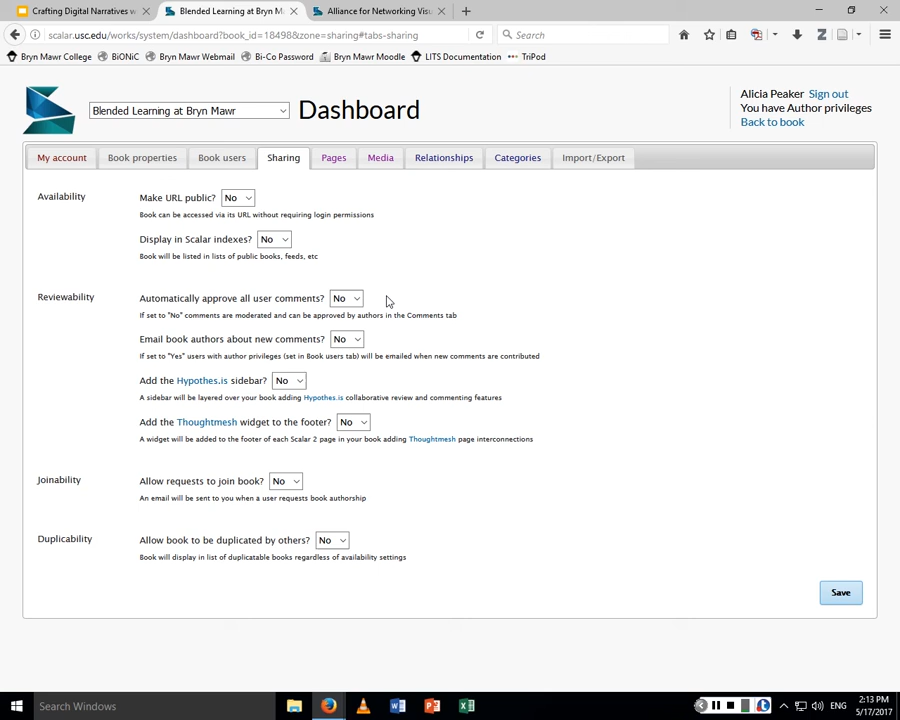 Crafting Digital Narratives w
Blended Learning at Bryn M
Alliance for Networking Visu
scalar.usc.edu/works/system/dashboard?book_id=18498&zone=sharing#tabs-sharing
Search
Bryn Mawr College
BiONiC
Bryn Mawr Webmail
Bi-Co Password
Bryn Mawr Moodle
LITS Documentation
TriPod
Blended Learning at Bryn Mawr
Dashboard
Alicia Peaker Sign out
You have Author privileges
Back to book
My account
Book properties
Book users
Sharing
Pages
Media
Relationships
Categories
Import/Export
Availability
Make URL public? No
Book can be accessed via its URL without requiring login permissions
Display in Scalar indexes? No
Book will be listed in lists of public books, feeds, etc
Reviewability
Automatically approve all user comments? No
If set to "No" comments are moderated and can be approved by authors in the Comments tab
Email book authors about new comments? No
If set to "Yes" users with author privileges (set in Book users tab) will be emailed when new comments are contributed
Add the Hypothes.is sidebar? No
A sidebar will be layered over your book adding Hypothes.is collaborative review and commenting features
Add the Thoughtmesh widget to the footer? No
A widget will be added to the footer of each Scalar 2 page in your book adding Thoughtmesh page interconnections
Joinability
Allow requests to join book? No
An email will be sent to you when a user requests book authorship
Duplicability
Allow book to be duplicated by others? No
Book will display in list of duplicatable books regardless of availability settings
Save
Search Windows
ENG
2:13 PM
5/17/2017